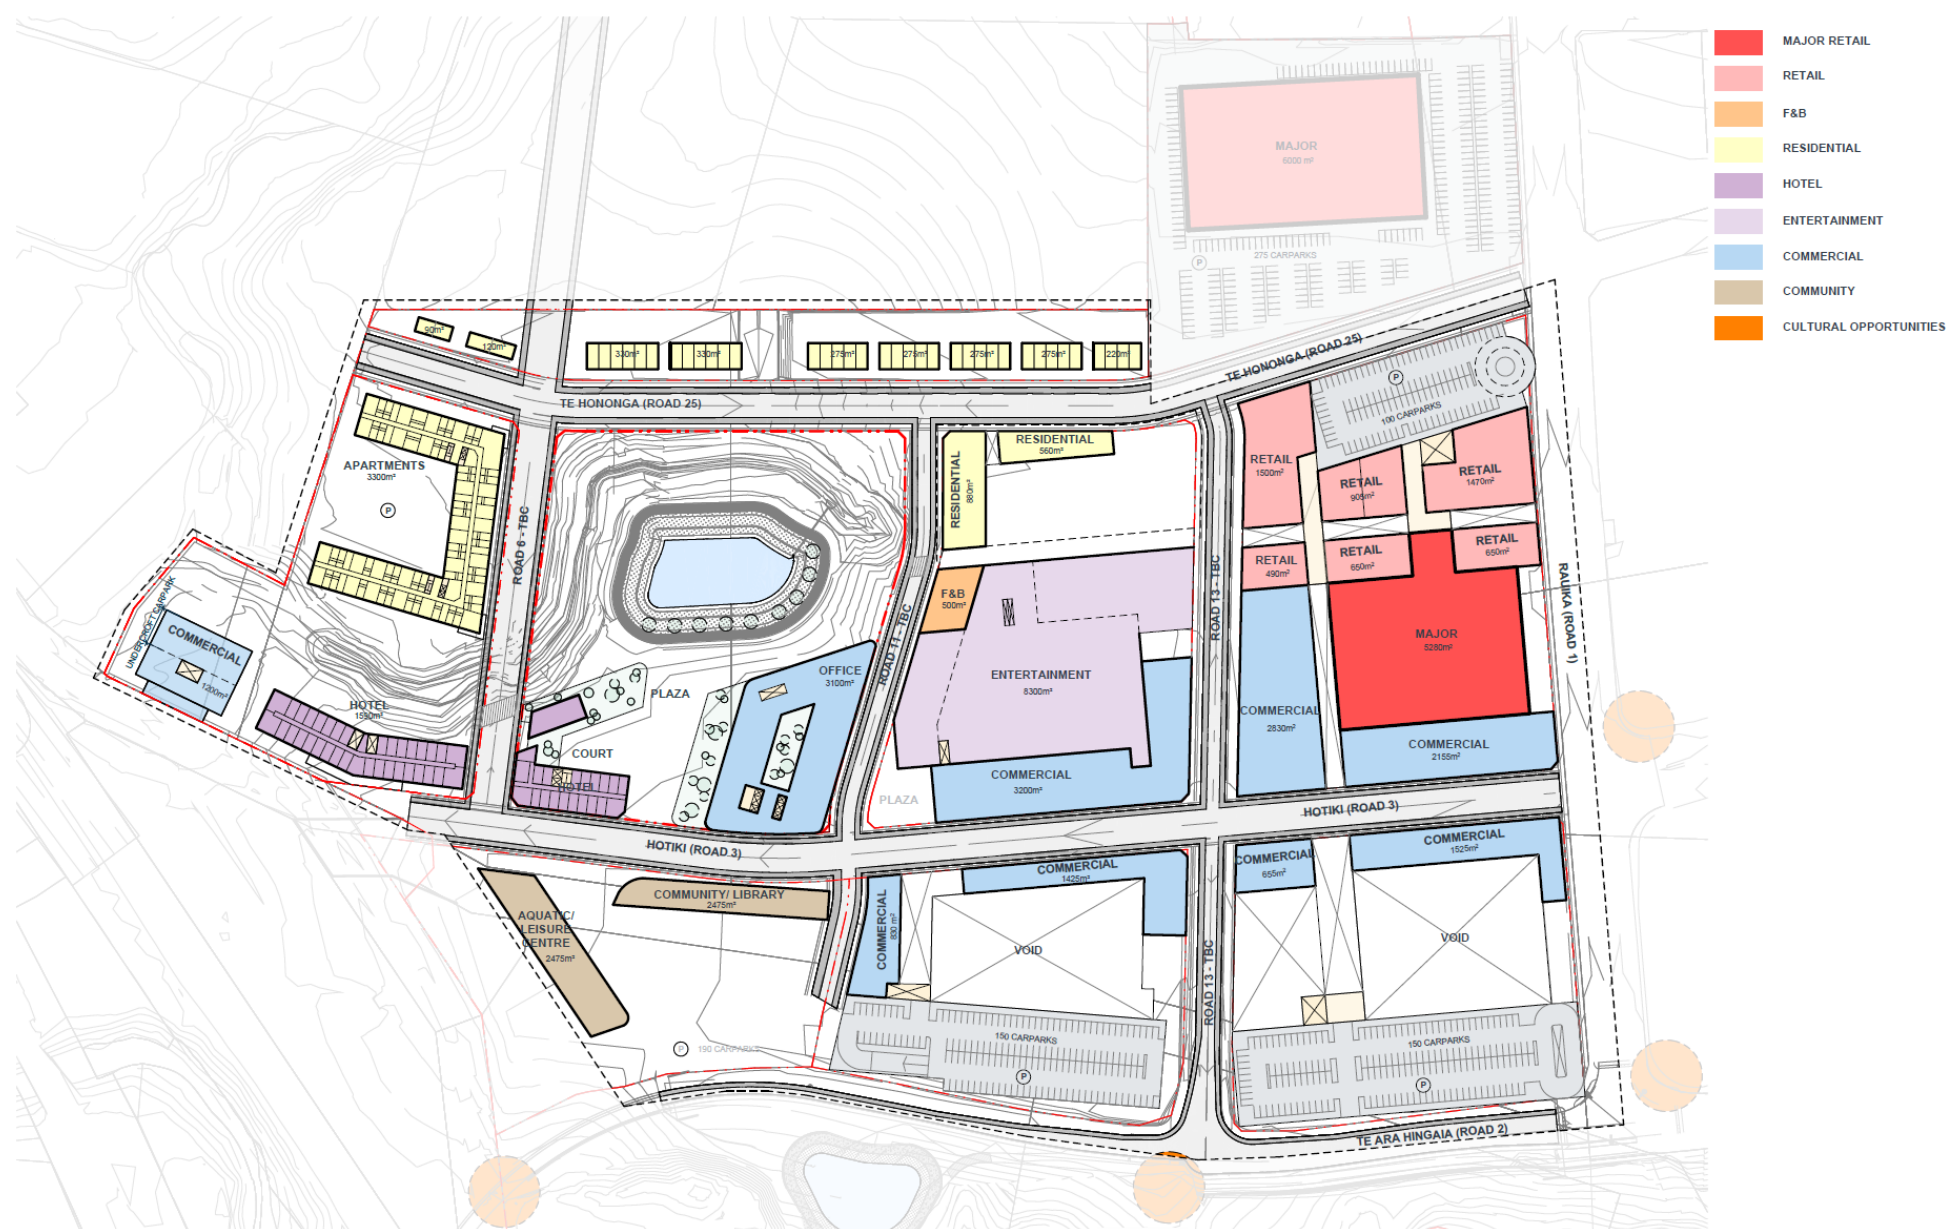 MAJOR RETAIL
RETAIL
F&B
RESIDENTIAL
HOTEL
ENTERTAINMENT
COMMERCIAL
COMMUNITY
CULTURAL OPPORTUNITIES
MAJOR
6000 m²
275 CARPARKS
P
90m²
120m²
330m²
330m²
275m²
275m²
275m²
275m²
220m²
TE HONONGA (ROAD 25)
TE HONONGA (ROAD 25)
P
100 CARPARKS
APARTMENTS
3300m²
P
ROAD 6 - TBC
RESIDENTIAL
560m²
RESIDENTIAL
880m²
RETAIL
1500m²
RETAIL
905m²
RETAIL
1470m²
RETAIL
490m²
RETAIL
650m²
RETAIL
650m²
ROAD 13 - TBC
RAUIKA (ROAD 1)
UNDERCROFT CARPARK
COMMERCIAL
1200m²
HOTEL
1550m²
PLAZA
COURT
HOTEL
OFFICE
3100m²
ROAD 11 - TBC
F&B
500m²
ENTERTAINMENT
8300m²
COMMERCIAL
3200m²
PLAZA
MAJOR
5280m²
COMMERCIAL
2830m²
COMMERCIAL
2155m²
HOTIKI (ROAD 3)
HOTIKI (ROAD 3)
COMMUNITY/ LIBRARY
2475m²
AQUATIC/
LEISURE
CENTRE
2475m²
P
190 CARPARKS
COMMERCIAL
830 m²
COMMERCIAL
1425m²
VOID
150 CARPARKS
P
ROAD 13 - TBC
COMMERCIAL
655m²
COMMERCIAL
1525m²
VOID
150 CARPARKS
P
TE ARA HINGAIA (ROAD 2)